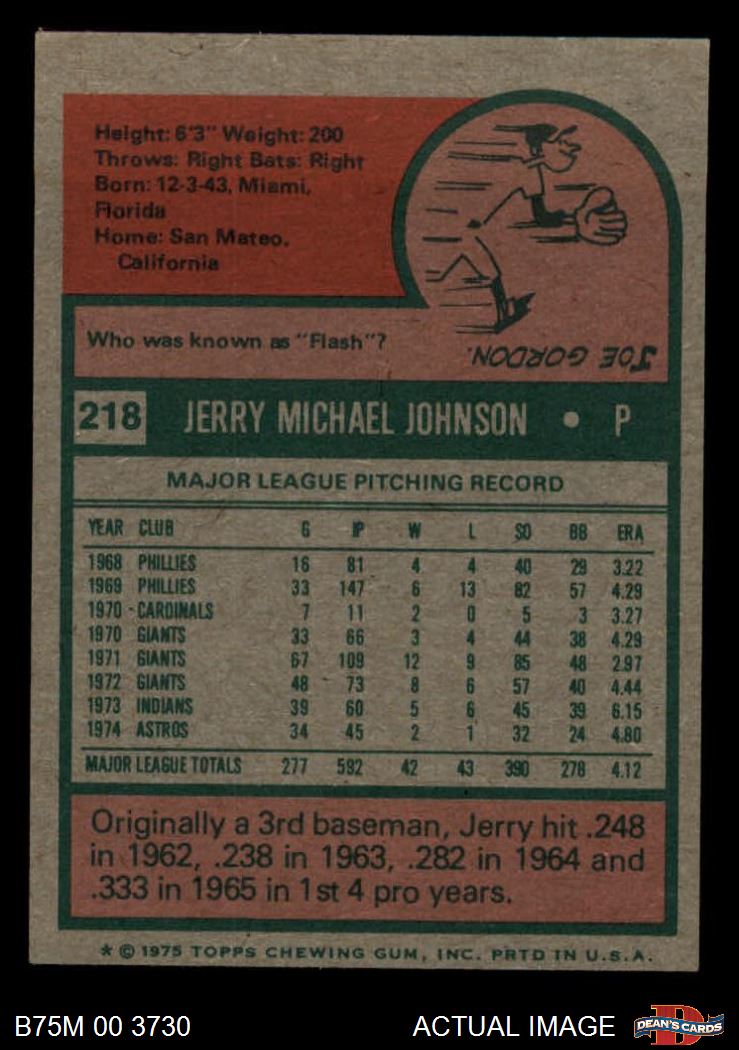 Height: 6'3" Weight: 200
Throws: Right Bats: Right
Born: 12-3-43, Miami,
Florida
Home: San Mateo,
California
Who was known as "Flash"?
JOE GORDON.
218 JERRY MICHAEL JOHNSON • P
MAJOR LEAGUE PITCHING RECORD
YEAR CLUB G IP W L SO BB ERA
1968 PHILLIES 16 81 4 4 40 29 3.22
1969 PHILLIES 33 147 6 13 82 57 4.29
1970 - CARDINALS 7 11 2 0 5 3 3.27
1970 GIANTS 33 66 3 4 44 38 4.29
1971 GIANTS 67 109 12 9 85 48 2.97
1972 GIANTS 48 73 8 6 57 40 4.44
1973 INDIANS 39 60 5 6 45 39 6.15
1974 ASTROS 34 45 2 1 32 24 4.80
MAJOR LEAGUE TOTALS 277 592 42 43 390 278 4.12
Originally a 3rd baseman, Jerry hit .248
in 1962, .238 in 1963, .282 in 1964 and
.333 in 1965 in 1st 4 pro years.
* © 1975 TOPPS CHEWING GUM, INC. PRTD IN U.S.A.
B75M 00 3730 ACTUAL IMAGE D DEAN'S CARDS